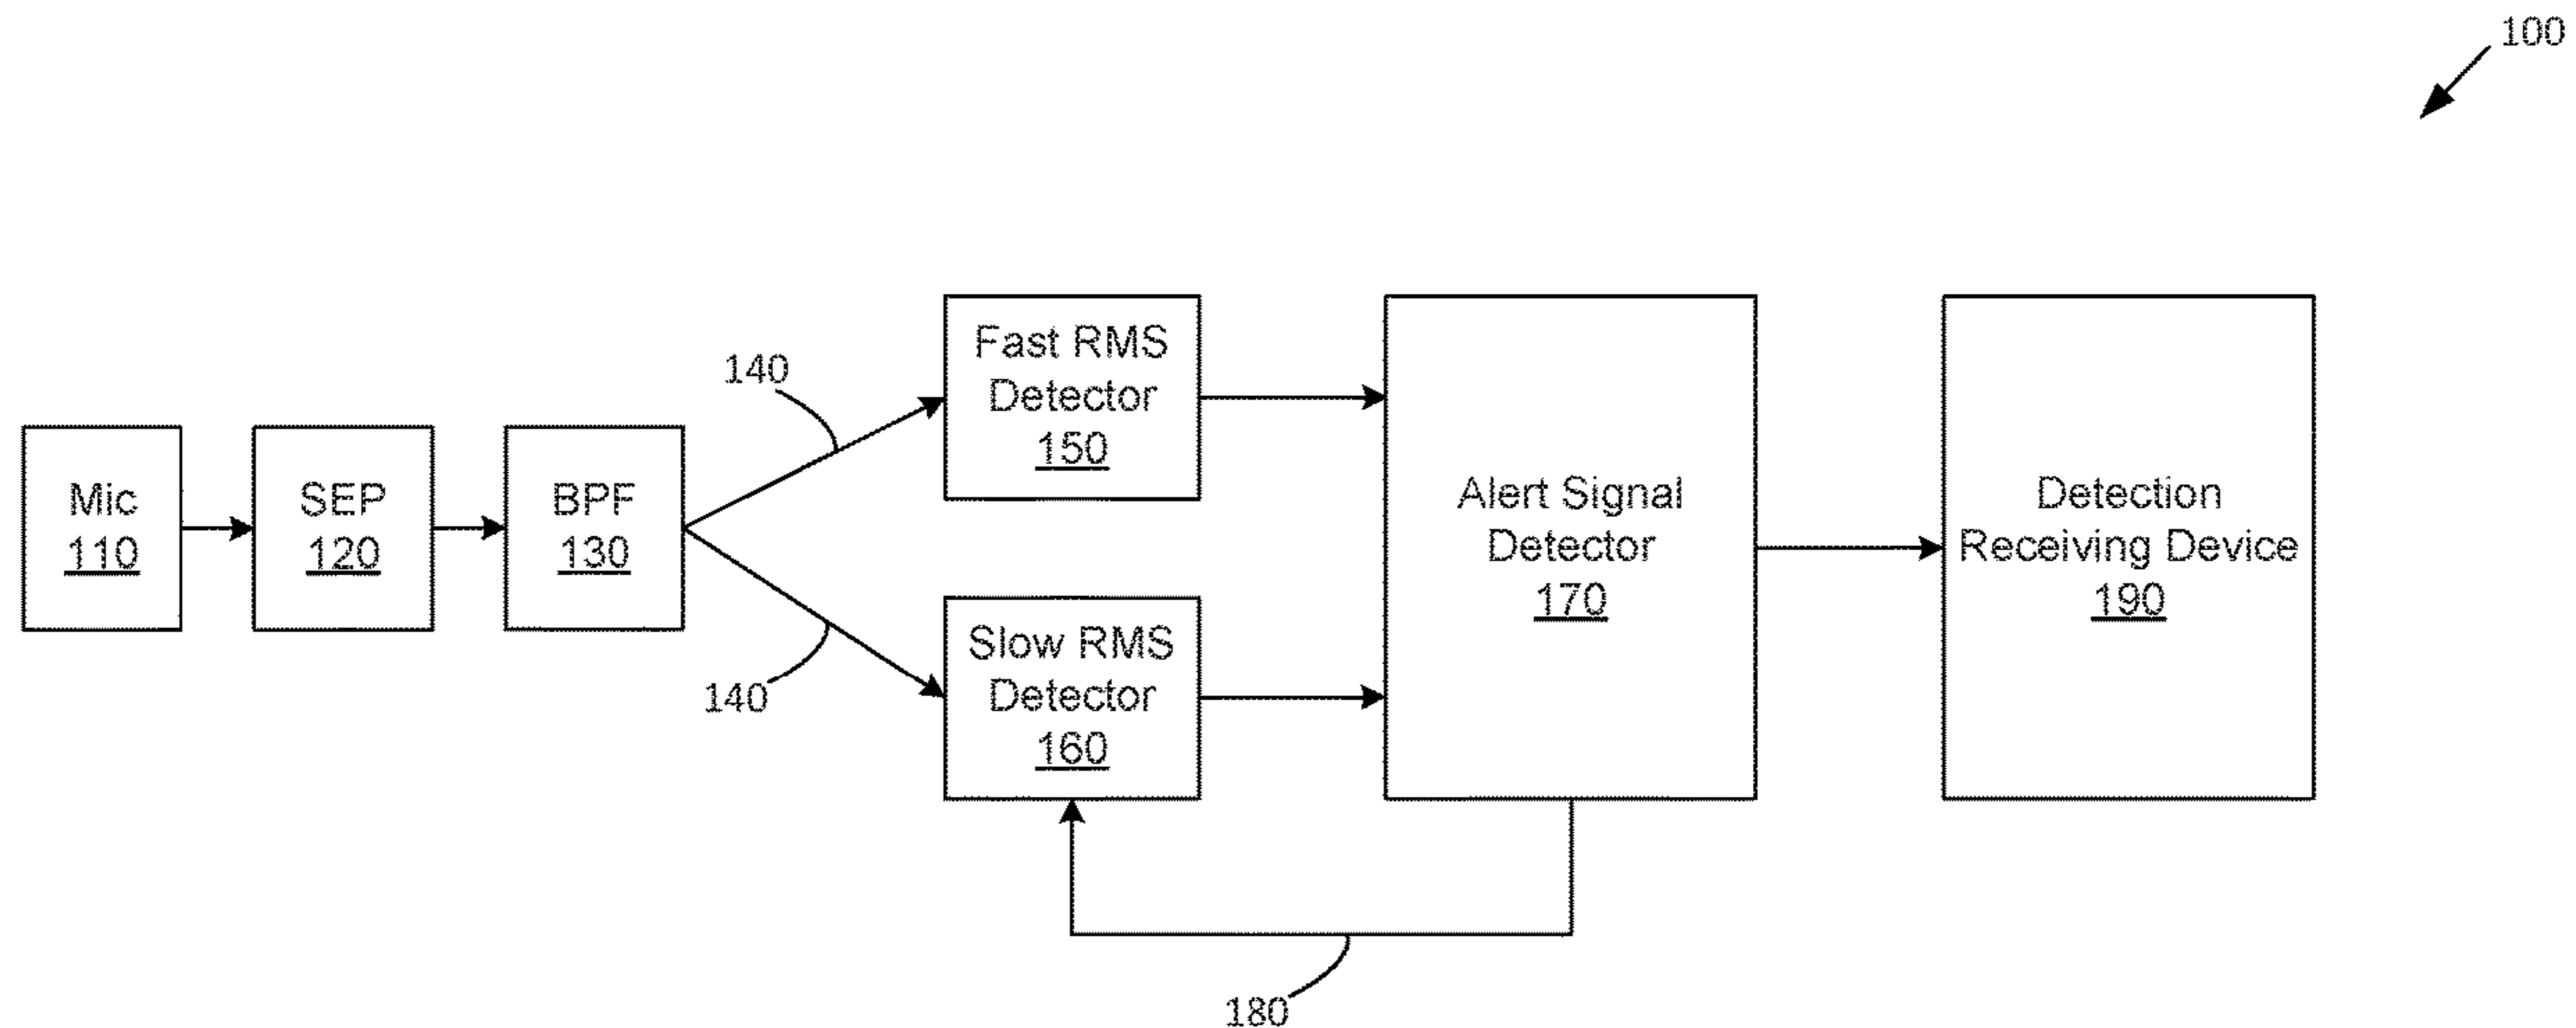 100
Mic
110
SEP
120
BPF
130
140
140
Fast RMS
Detector
150
Slow RMS
Detector
160
Alert Signal
Detector
170
Detection
Receiving Device
190
180